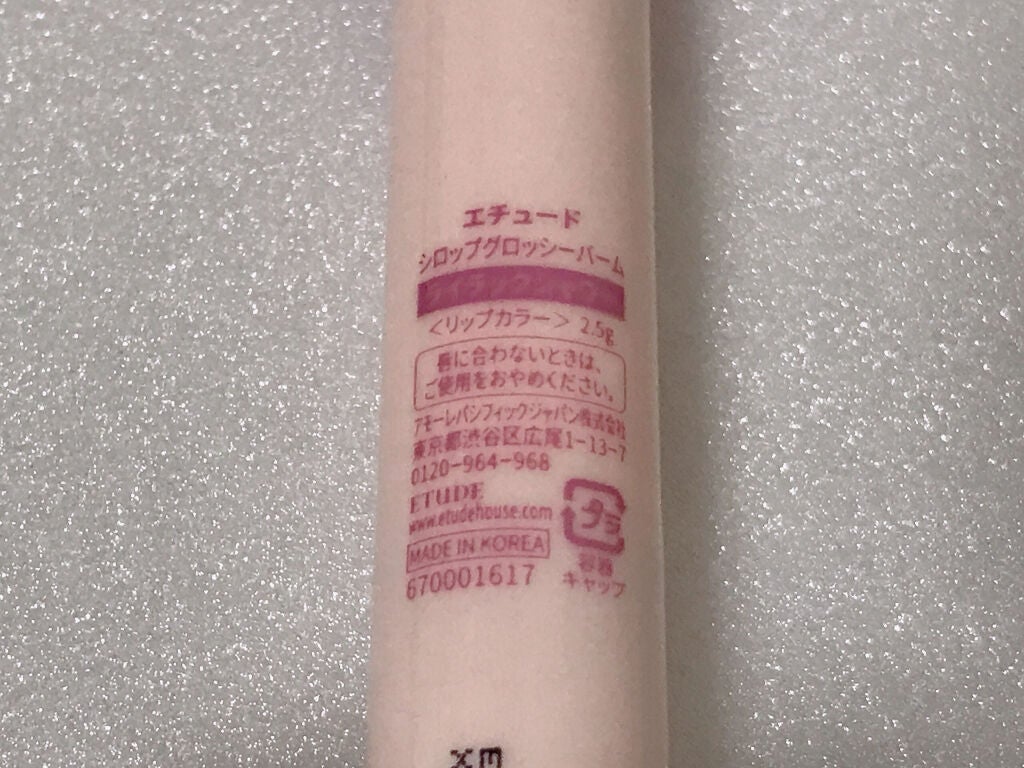 エチュード
シロップグロッシーバーム
＜リップカラー＞ 2.5g
唇に合わないときは、
ご使用をおやめください。
アモーレパシフィックジャパン株式会社
東京都渋谷区広尾1-13-7
0120-964-968
ETUDE
www.etudehouse.com
MADE IN KOREA
670001617
プラ
容器
キャップ
EX